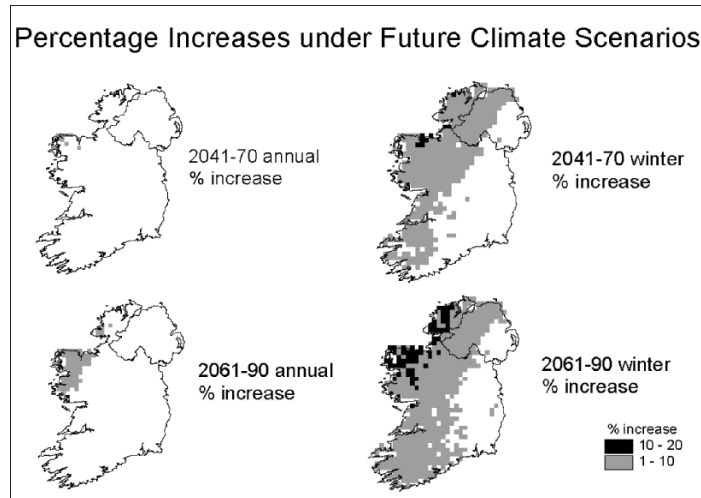 Percentage Increases under Future Climate Scenarios
2041-70 annual
% increase
2041-70 winter
% increase
2061-90 annual
% increase
2061-90 winter
% increase
% increase
10 - 20
1 - 10